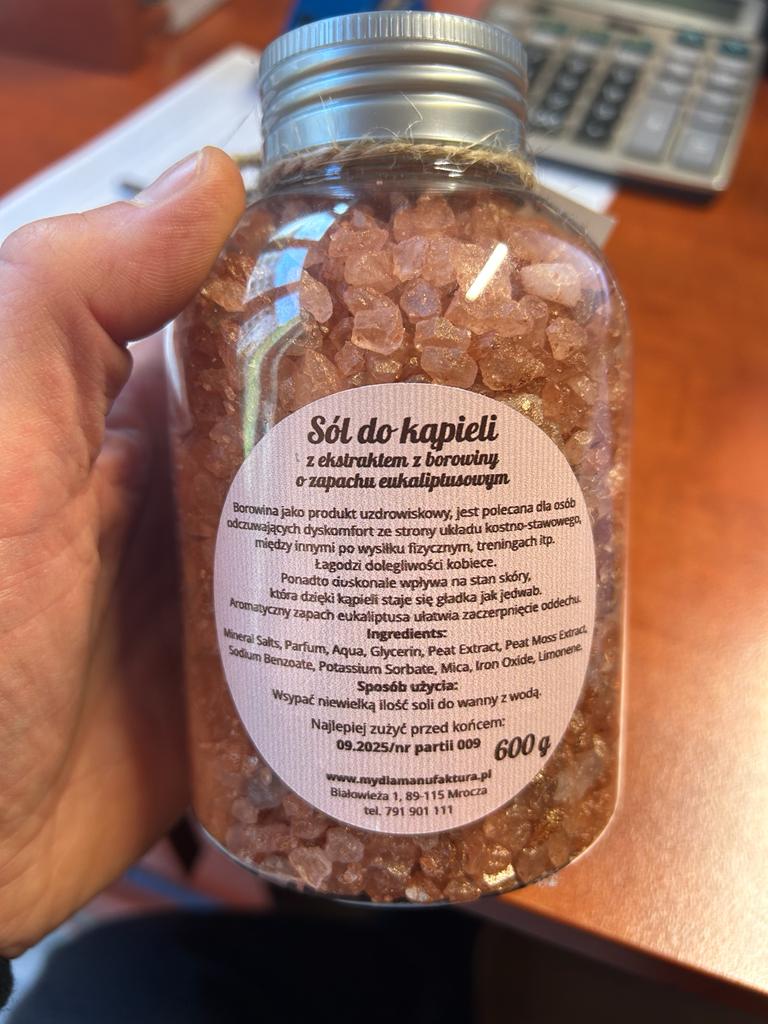 Sól do kąpieli
z ekstraktem z borowiny
o zapachu eukaliptusowym
Borowina jako produkt uzdrowiskowy, jest polecana dla osób
odczuwających dyskomfort ze strony układu kostno-stawowego,
między innymi po wysiłku fizycznym, treningach itp.
Łagodzi dolegliwości kobiece.
Ponadto doskonale wpływa na stan skóry,
która dzięki kąpieli staje się gładka jak jedwab.
Aromatyczny zapach eukaliptusa ułatwia zaczerpnięcie oddechu.
Ingredients:
Mineral Salts, Parfum, Aqua, Glycerin, Peat Extract, Peat Moss Extract,
Sodium Benzoate, Potassium Sorbate, Mica, Iron Oxide, Limonene.
Sposób użycia:
Wsypać niewielką ilość soli do wanny z wodą.
Najlepiej zużyć przed końcem:
09.2025/nr partii 009 600 g
www.mydlamanufaktura.pl
Białowieża 1, 89-115 Mrocza
tel. 791 901 111